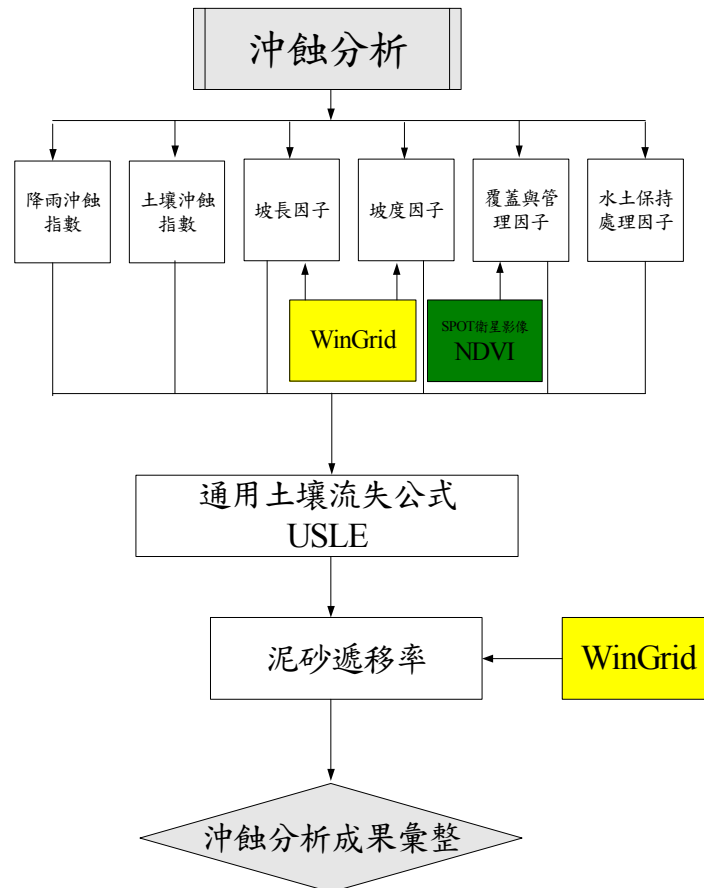 沖蝕分析
降雨沖蝕
指數
土壤沖蝕
指數
坡長因子
坡度因子
覆蓋與管
理因子
水土保持
處理因子
WinGrid
SPOT衛星影像
NDVI
通用土壤流失公式
USLE
泥砂遞移率
WinGrid
沖蝕分析成果彙整